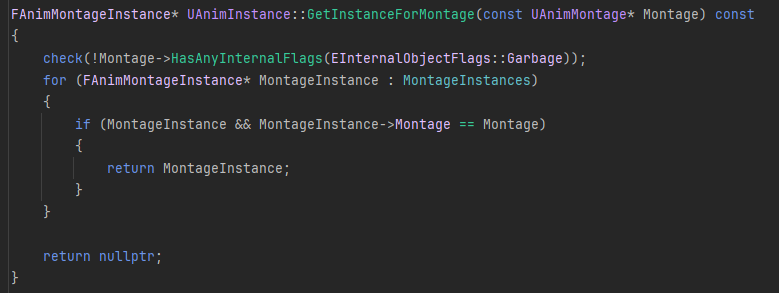 FAnimMontageInstance* UAnimInstance::GetInstanceForMontage(const UAnimMontage* Montage) const
{
    check(!Montage->HasAnyInternalFlags(EInternalObjectFlags::Garbage));
    for (FAnimMontageInstance* MontageInstance : MontageInstances)
    {
        if (MontageInstance && MontageInstance->Montage == Montage)
        {
            return MontageInstance;
        }
    }

    return nullptr;
}